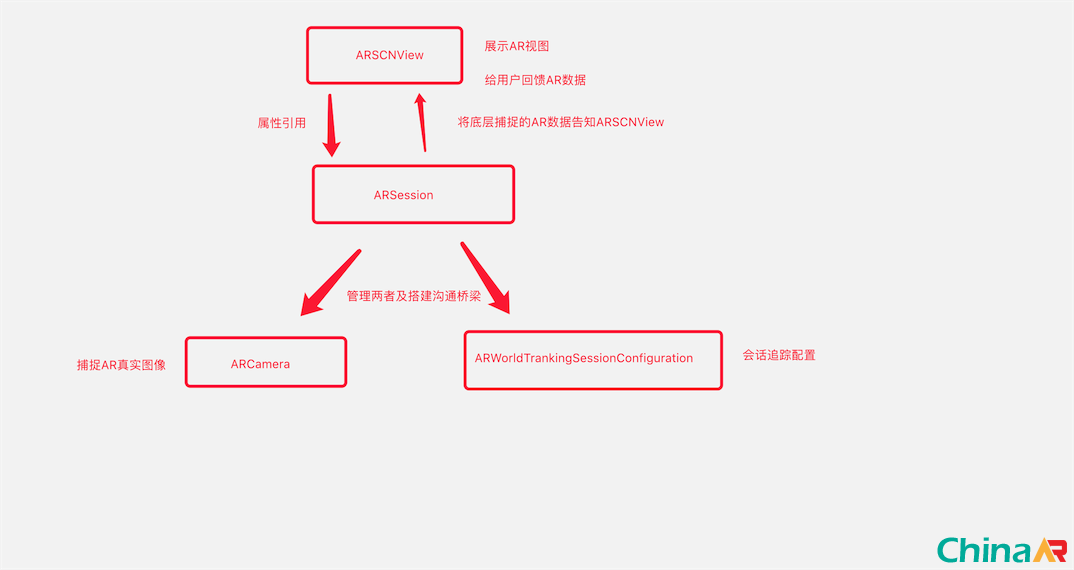 ARSCNView
展示AR视图
给用户回馈AR数据
属性引用
将底层捕捉的AR数据告知ARSCNView
ARSession
管理两者及搭建沟通桥梁
捕捉AR真实图像
ARCamera
ARWorldTrankingSessionConfiguration
会话追踪配置
ChinaAR